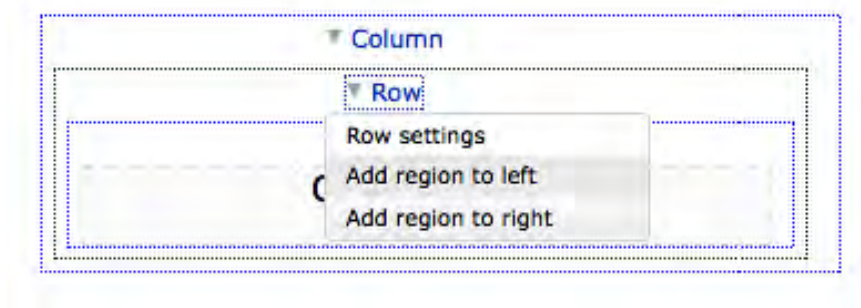 Column
Row
Row settings
Add region to left
Add region to right